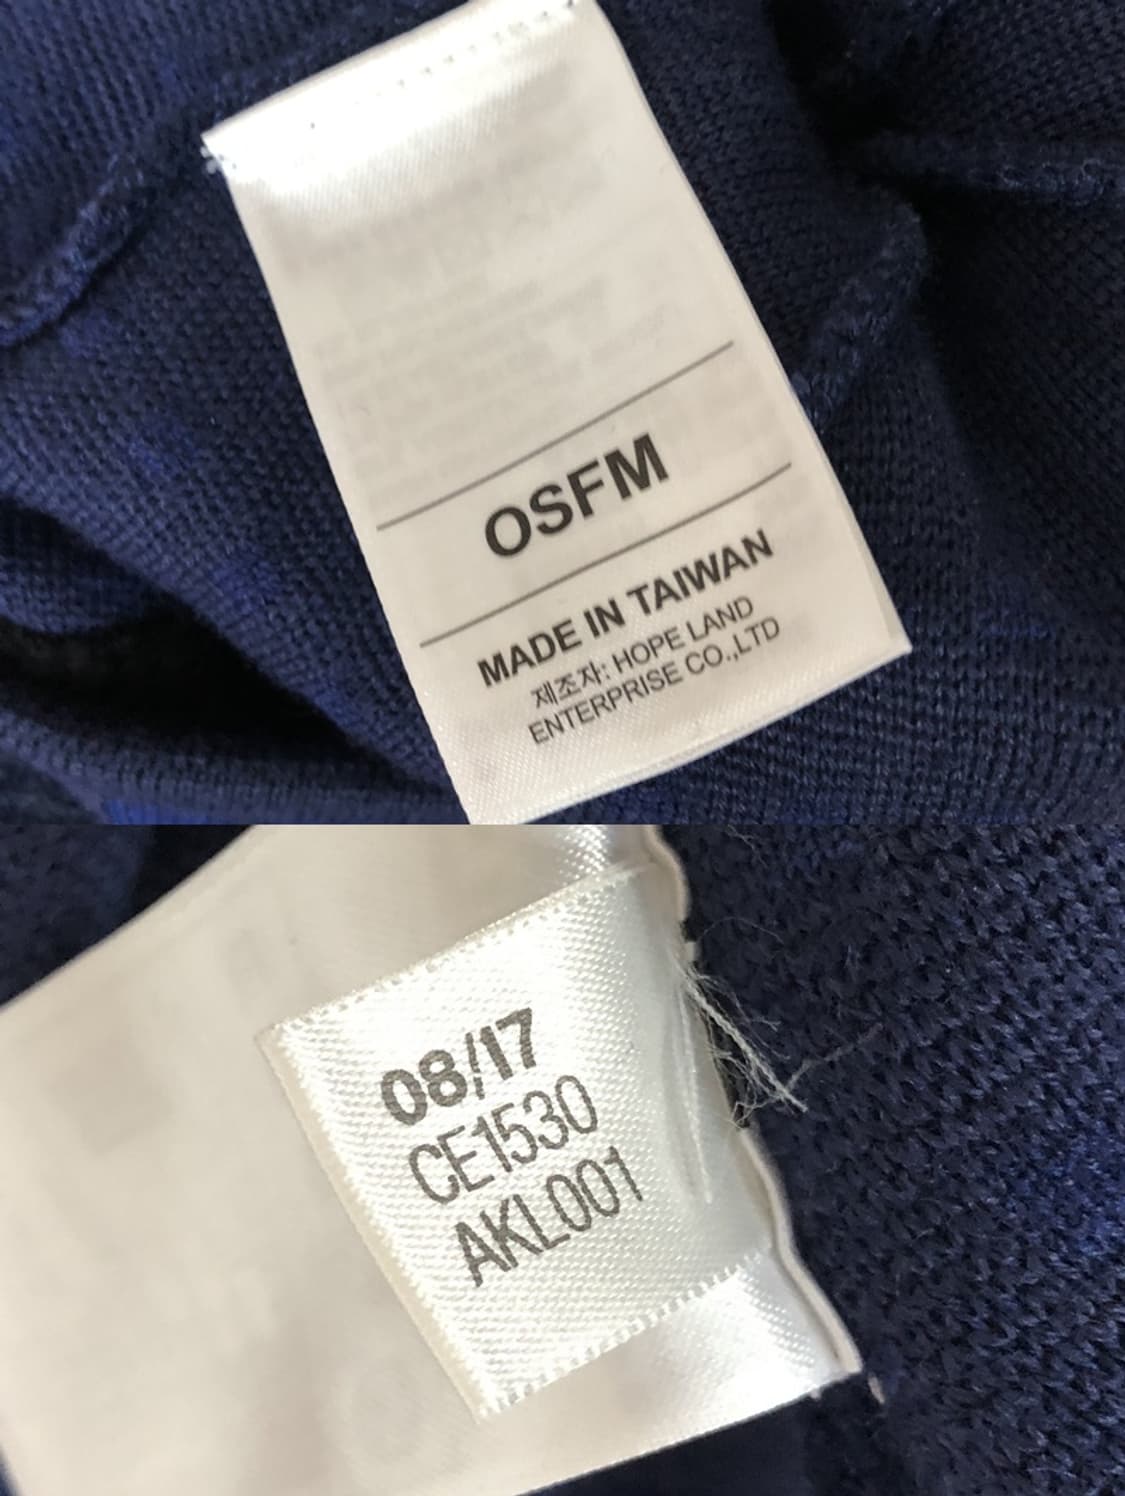 OSFM
MADE IN TAIWAN
제조자: HOPE LAND
ENTERPRISE CO.,LTD
08/17
CE1530
AKL001